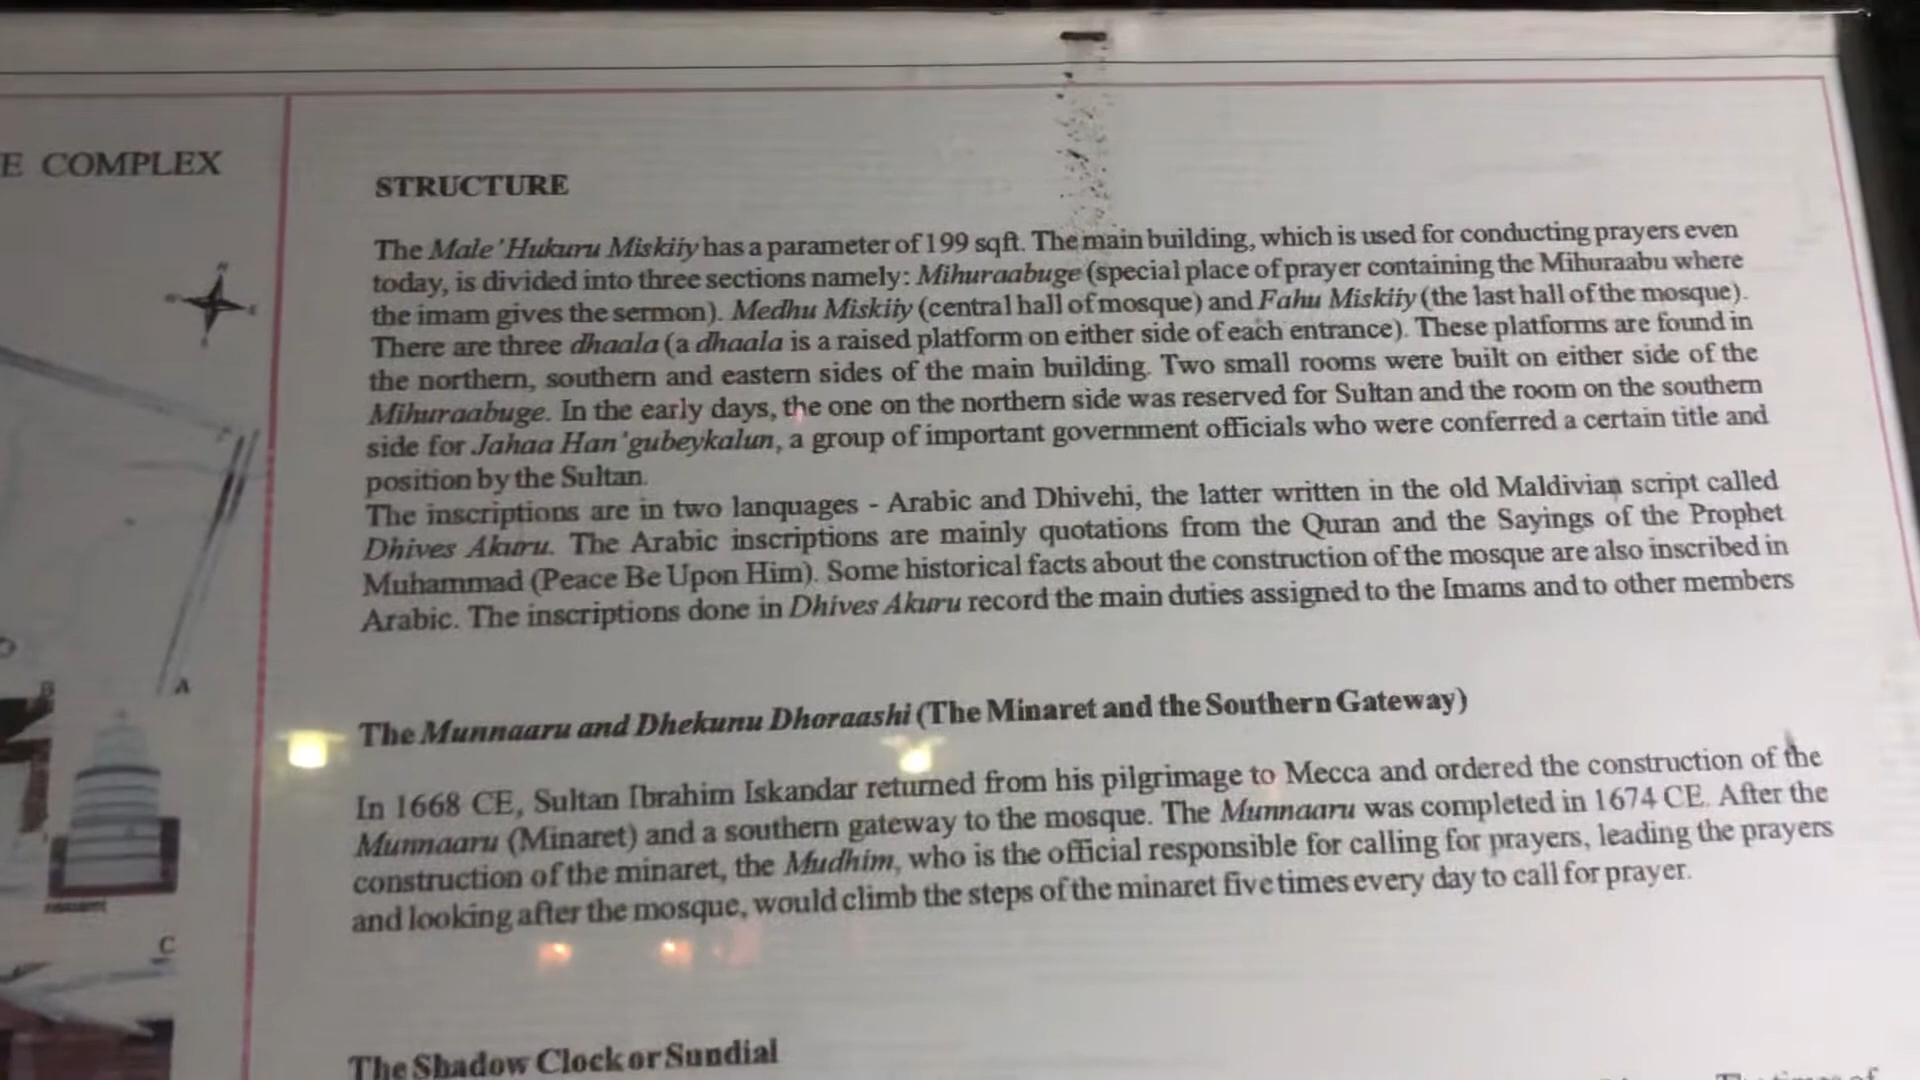 E COMPLEX
STRUCTURE
The Male'Hukuru Miskiiy has a parameter of 199 sqft. The main building, which is used for conducting prayers even
today, is divided into three sections namely: Mihuraabuge (special place of prayer containing the Mihuraabu where
the imam gives the sermon). Medhu Miskiiy (central hall of mosque) and Fahu Miskiiy (the last hall of the mosque).
There are three dhaala (a dhaala is a raised platform on either side of each entrance). These platforms are found in
the northern, southern and eastern sides of the main building. Two small rooms were built on either side of the
Mihuraabuge. In the early days, the one on the northern side was reserved for Sultan and the room on the southern
side for Jahaa Han'gubeykalun, a group of important government officials who were conferred a certain title and
position by the Sultan.
The inscriptions are in two lanquages - Arabic and Dhivehi, the latter written in the old Maldivian script called
Dhives Akuru. The Arabic inscriptions are mainly quotations from the Quran and the Sayings of the Prophet
Muhammad (Peace Be Upon Him). Some historical facts about the construction of the mosque are also inscribed in
Arabic. The inscriptions done in Dhives Akuru record the main duties assigned to the Imams and to other members
The Munnaaru and Dhekunu Dhoraashi (The Minaret and the Southern Gateway)
In 1668 CE, Sultan Ibrahim Iskandar returned from his pilgrimage to Mecca and ordered the construction of the
Munnaaru (Minaret) and a southern gateway to the mosque. The Munnaaru was completed in 1674 CE. After the
construction of the minaret, the Mudhim, who is the official responsible for calling for prayers, leading the prayers
and looking after the mosque, would climb the steps of the minaret five times every day to call for prayer.
The Shadow Clock or Sundial
A
B
C